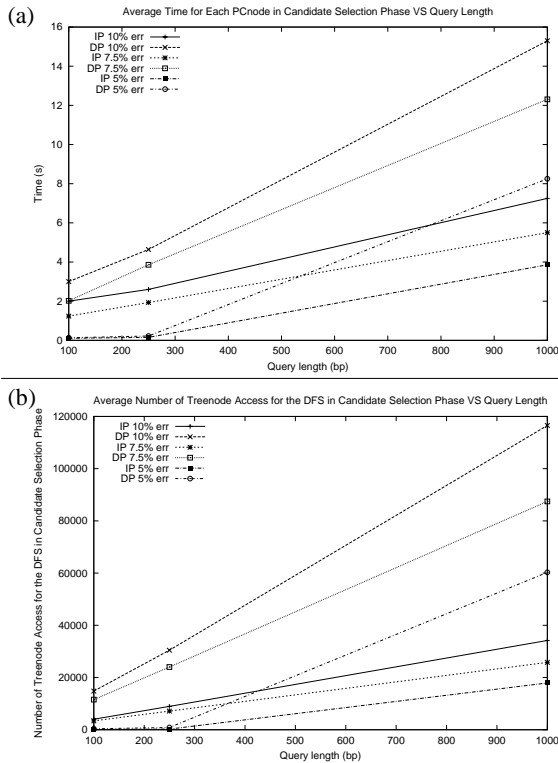 (a)
Average Time for Each PCnode in Candidate Selection Phase VS Query Length
IP 10% err
DP 10% err
IP 7.5% err
DP 7.5% err
IP 5% err
DP 5% err
Time (s)
16
14
12
10
8
6
4
2
0
100 200 300 400 500 600 700 800 900 1000
Query length (bp)
(b)
Average Number of Treenode Access for the DFS in Candidate Selection Phase VS Query Length
IP 10% err
DP 10% err
IP 7.5% err
DP 7.5% err
IP 5% err
DP 5% err
Number of Treenode Access for the DFS in Candidate Selection Phase
120000
100000
80000
60000
40000
20000
0
100 200 300 400 500 600 700 800 900 1000
Query length (bp)